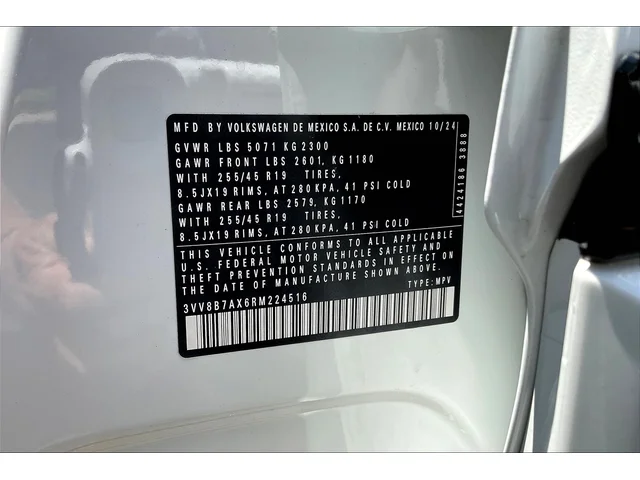 MFD BY VOLKSWAGEN DE MEXICO S.A. DE C.V. MEXICO 10/24
GVWR LBS 5071 KG 2300
GAWR FRONT LBS 2601, KG 1180
WITH 255/45 R19 TIRES,
8.5JX19 RIMS, AT 280 KPA, 41 PSI COLD
GAWR REAR LBS 2579, KG 1170
WITH 255/45 R19 TIRES,
8.5JX19 RIMS, AT 280 KPA, 41 PSI COLD
THIS VEHICLE CONFORMS TO ALL APPLICABLE
U.S. FEDERAL MOTOR VEHICLE SAFETY AND
THEFT PREVENTION STANDARDS IN EFFECT ON
THE DATE OF MANUFACTURE SHOWN ABOVE.
3VV8B7AX6RM224516 TYPE: MPV
4424186 3888